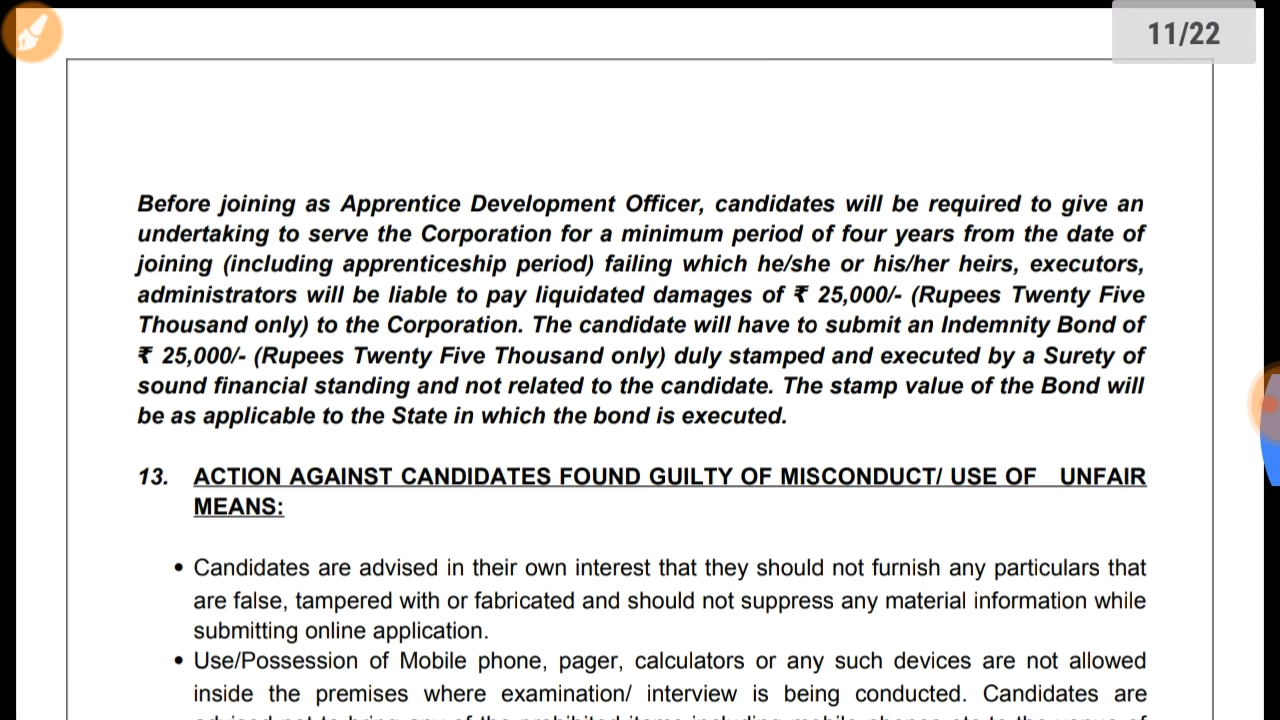 11/22
Before joining as Apprentice Development Officer, candidates will be required to give an
undertaking to serve the Corporation for a minimum period of four years from the date of
joining (including apprenticeship period) failing which he/she or his/her heirs, executors,
administrators will be liable to pay liquidated damages of ₹ 25,000/- (Rupees Twenty Five
Thousand only) to the Corporation. The candidate will have to submit an Indemnity Bond of
₹ 25,000/- (Rupees Twenty Five Thousand only) duly stamped and executed by a Surety of
sound financial standing and not related to the candidate. The stamp value of the Bond will
be as applicable to the State in which the bond is executed.
13. ACTION AGAINST CANDIDATES FOUND GUILTY OF MISCONDUCT/ USE OF UNFAIR
MEANS:
• Candidates are advised in their own interest that they should not furnish any particulars that
are false, tampered with or fabricated and should not suppress any material information while
submitting online application.
• Use/Possession of Mobile phone, pager, calculators or any such devices are not allowed
inside the premises where examination/ interview is being conducted. Candidates are